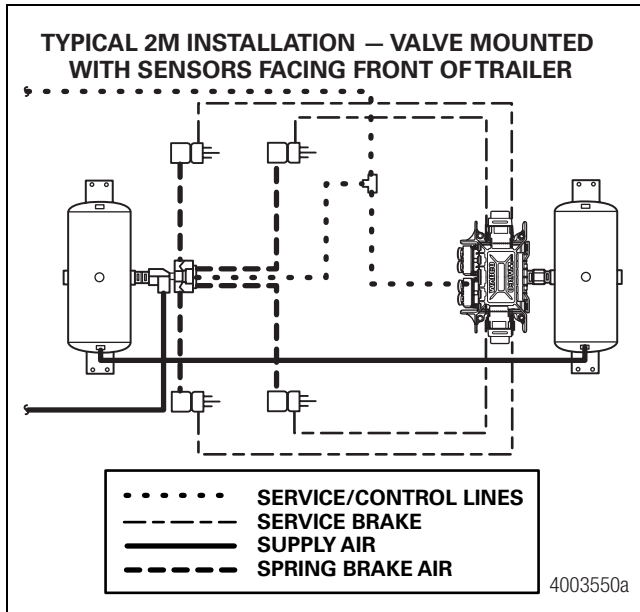 TYPICAL 2M INSTALLATION — VALVE MOUNTED
WITH SENSORS FACING FRONT OF TRAILER
SERVICE/CONTROL LINES
SERVICE BRAKE
SUPPLY AIR
SPRING BRAKE AIR
4003550a